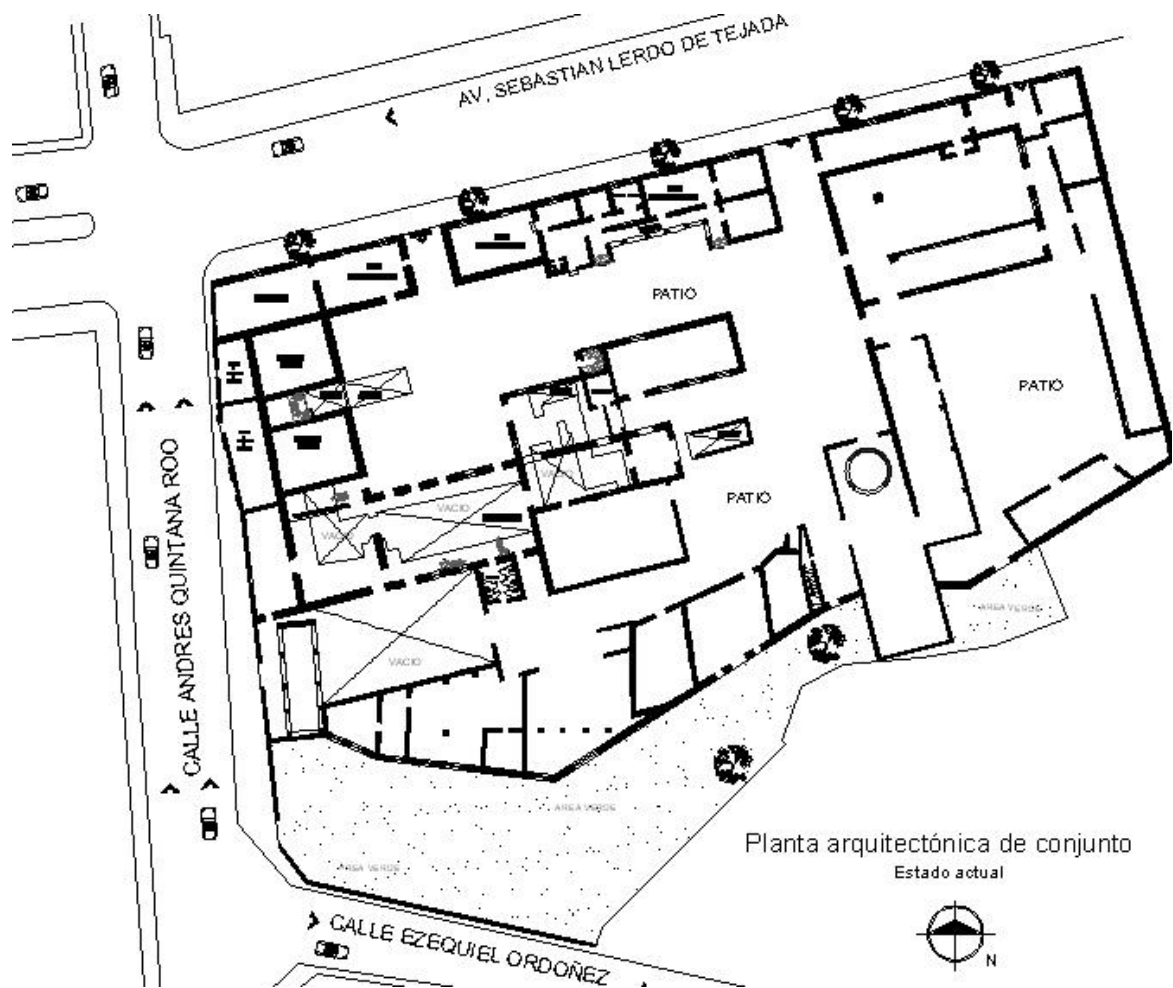 AV. SEBASTIAN LERDO DE TEJADA
PATIO
PATIO
VACIO
VACIO
VACIO
PATIO
CALLE ANDRES QUINTANA ROO
VACIO
AREA VERDE
AREA VERDE
AREA VERDE
Planta arquitectónica de conjunto
Estado actual
N
CALLE EZEQUIEL ORDOÑEZ